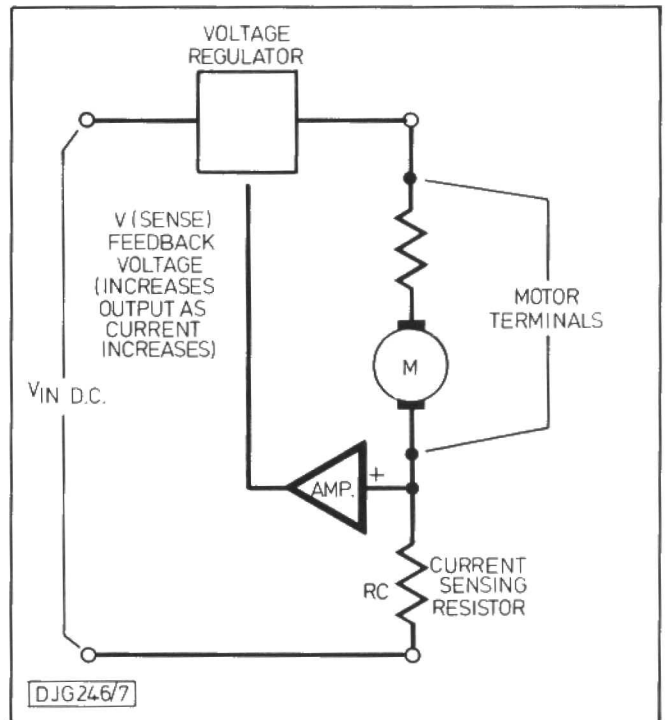 VOLTAGE
REGULATOR
V (SENSE)
FEEDBACK
VOLTAGE
(INCREASES
OUTPUT AS
CURRENT
INCREASES)
MOTOR
TERMINALS
M
VIN D.C.
AMP.
+
RC
CURRENT
SENSING
RESISTOR
DJG246/7